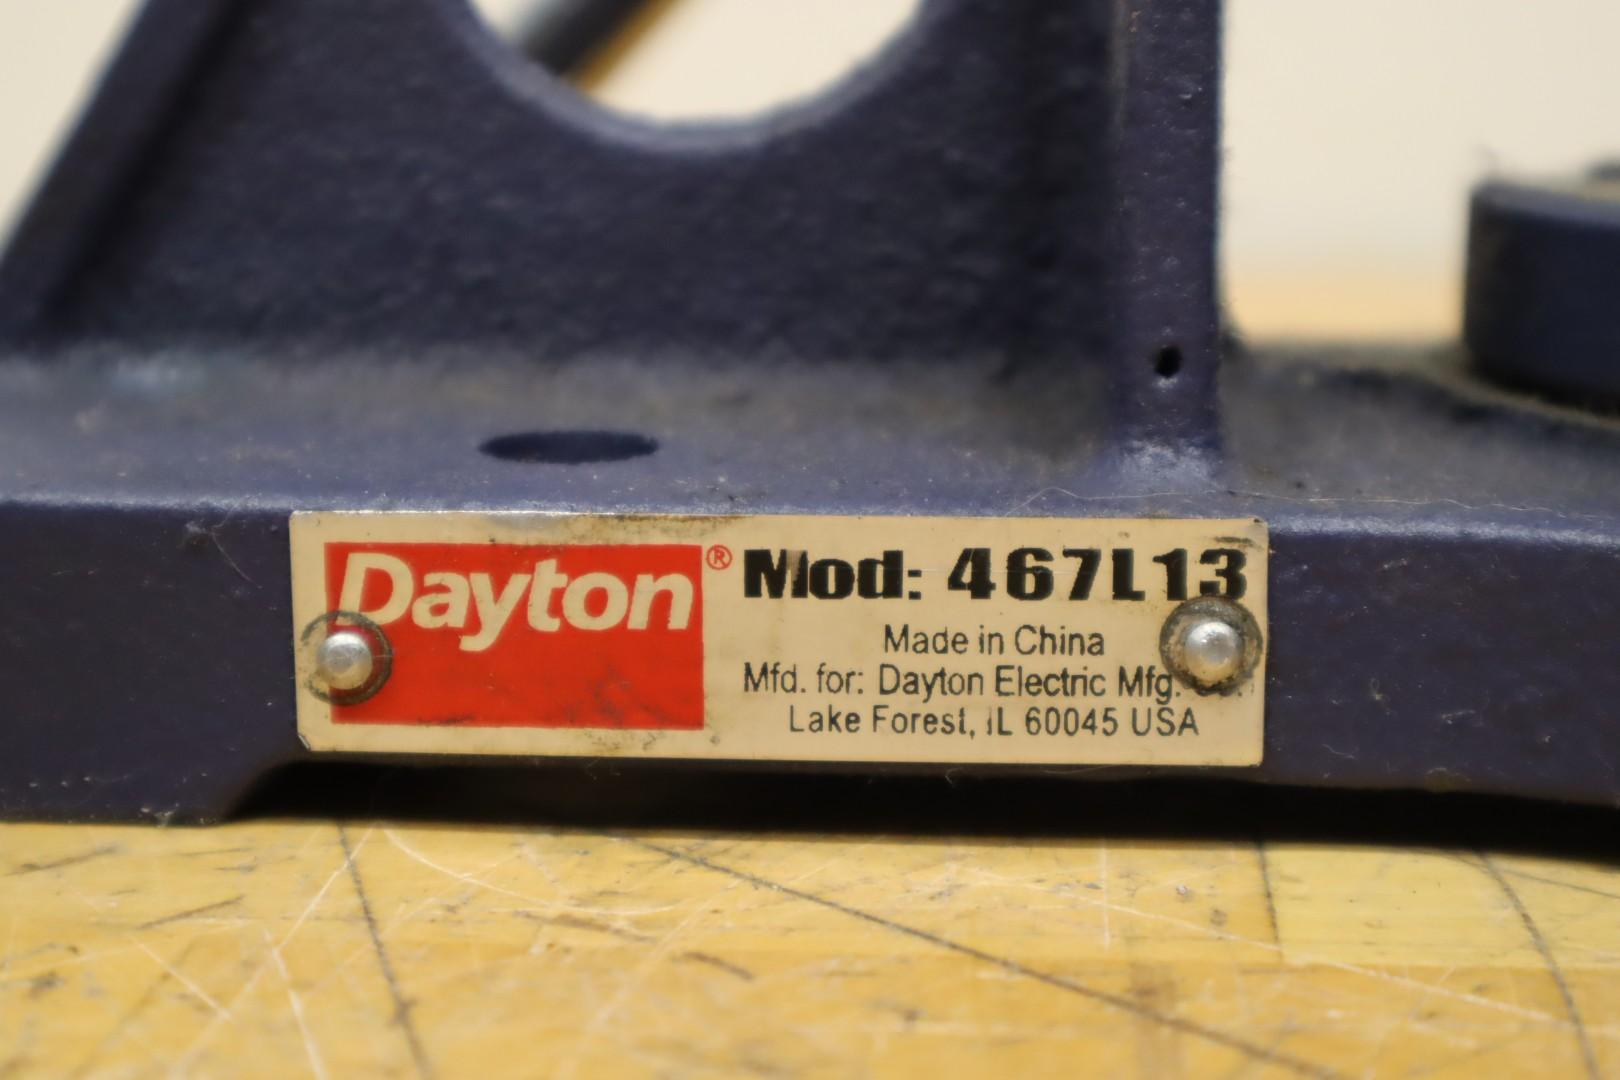 Dayton®
Mod: 467L13
Made in China
Mfd. for: Dayton Electric Mfg.
Lake Forest, IL 60045 USA